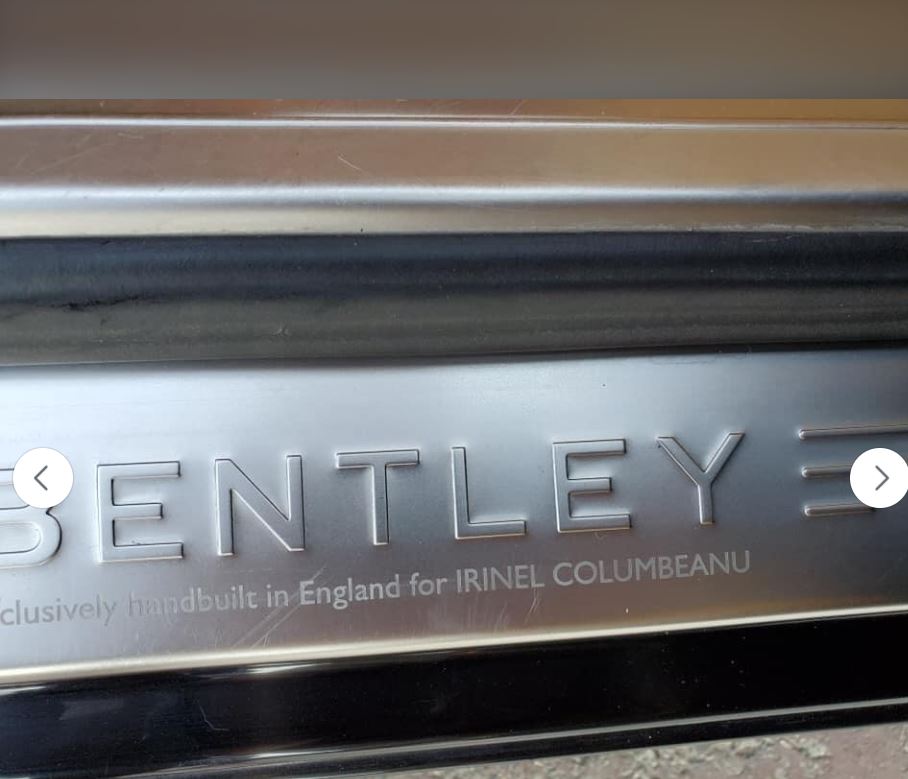 BENTLEY
clusively handbuilt in England for IRINEL COLUMBEANU